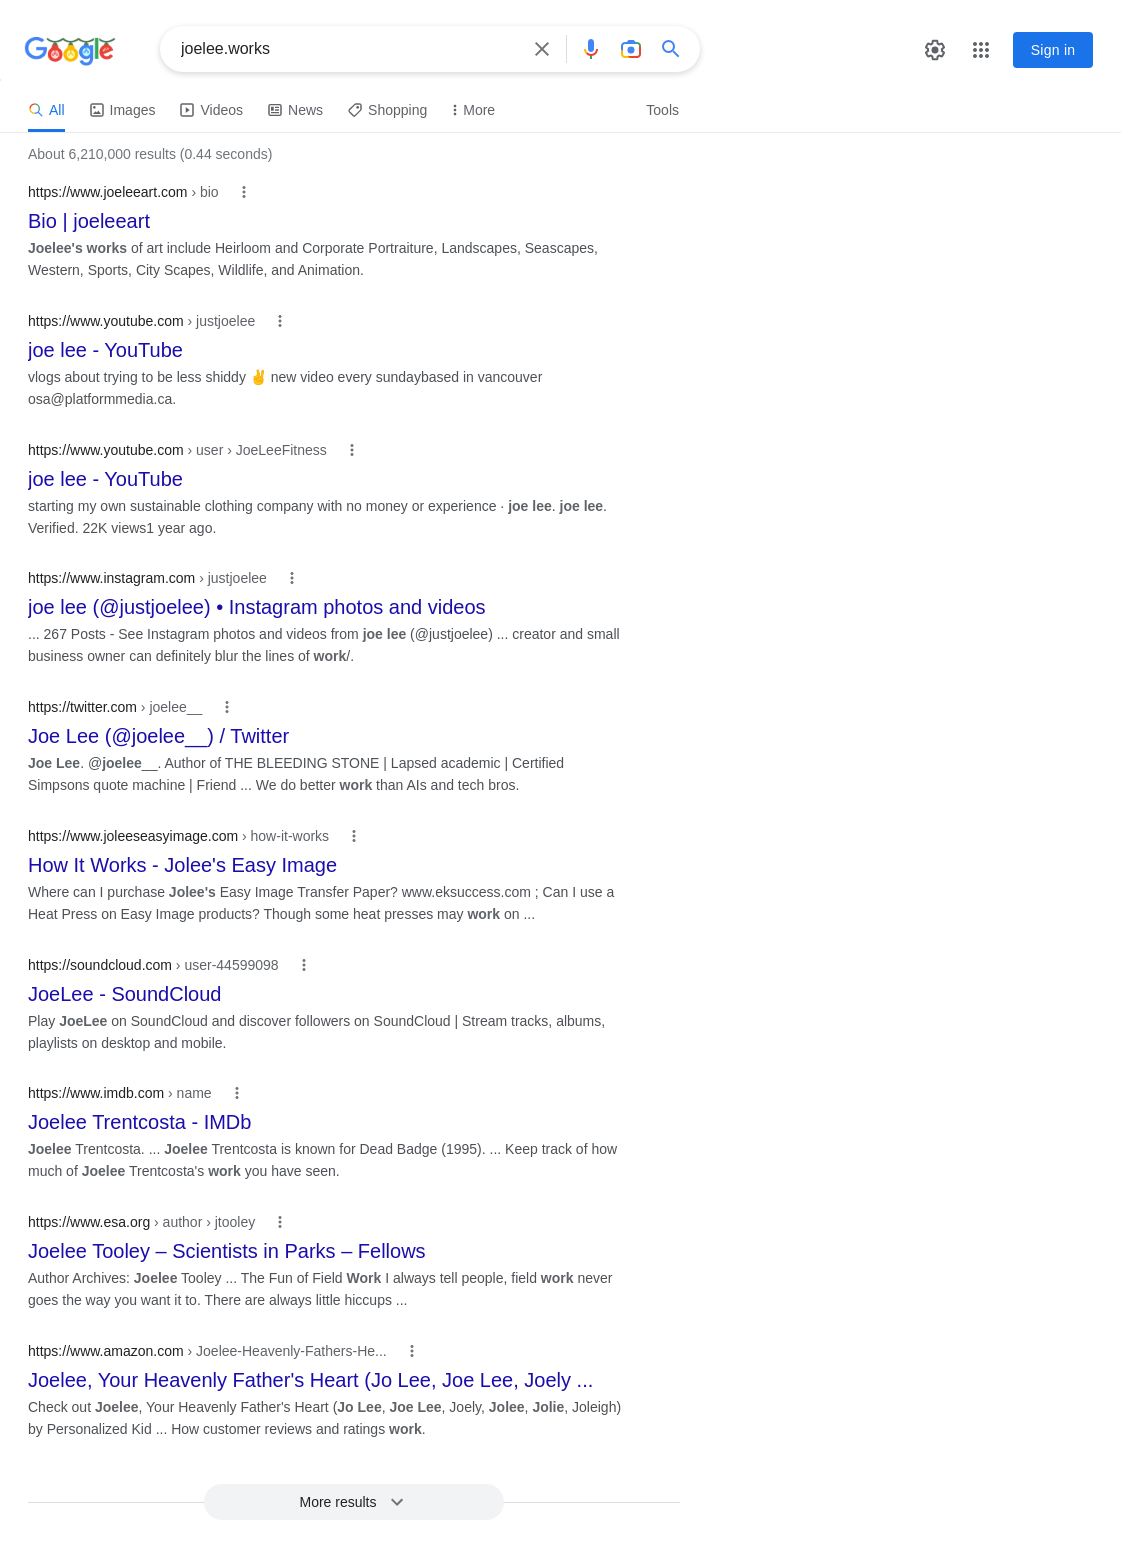 Google
joelee.works
Sign in
All
Images
Videos
News
Shopping
More
Tools
About 6,210,000 results (0.44 seconds)
https://www.joeleeart.com › bio
Bio | joeleeart
Joelee's works of art include Heirloom and Corporate Portraiture, Landscapes, Seascapes,
Western, Sports, City Scapes, Wildlife, and Animation.
https://www.youtube.com › justjoelee
joe lee - YouTube
vlogs about trying to be less shiddy ✌ new video every sundaybased in vancouver
osa@platformmedia.ca.
https://www.youtube.com › user › JoeLeeFitness
joe lee - YouTube
starting my own sustainable clothing company with no money or experience · joe lee. joe lee.
Verified. 22K views1 year ago.
https://www.instagram.com › justjoelee
joe lee (@justjoelee) • Instagram photos and videos
... 267 Posts - See Instagram photos and videos from joe lee (@justjoelee) ... creator and small
business owner can definitely blur the lines of work/.
https://twitter.com › joelee__
Joe Lee (@joelee__) / Twitter
Joe Lee. @joelee__. Author of THE BLEEDING STONE | Lapsed academic | Certified
Simpsons quote machine | Friend ... We do better work than AIs and tech bros.
https://www.joleeseasyimage.com › how-it-works
How It Works - Jolee's Easy Image
Where can I purchase Jolee's Easy Image Transfer Paper? www.eksuccess.com ; Can I use a
Heat Press on Easy Image products? Though some heat presses may work on ...
https://soundcloud.com › user-44599098
JoeLee - SoundCloud
Play JoeLee on SoundCloud and discover followers on SoundCloud | Stream tracks, albums,
playlists on desktop and mobile.
https://www.imdb.com › name
Joelee Trentcosta - IMDb
Joelee Trentcosta. ... Joelee Trentcosta is known for Dead Badge (1995). ... Keep track of how
much of Joelee Trentcosta's work you have seen.
https://www.esa.org › author › jtooley
Joelee Tooley – Scientists in Parks – Fellows
Author Archives: Joelee Tooley ... The Fun of Field Work I always tell people, field work never
goes the way you want it to. There are always little hiccups ...
https://www.amazon.com › Joelee-Heavenly-Fathers-He...
Joelee, Your Heavenly Father's Heart (Jo Lee, Joe Lee, Joely ...
Check out Joelee, Your Heavenly Father's Heart (Jo Lee, Joe Lee, Joely, Jolee, Jolie, Joleigh)
by Personalized Kid ... How customer reviews and ratings work.
More results